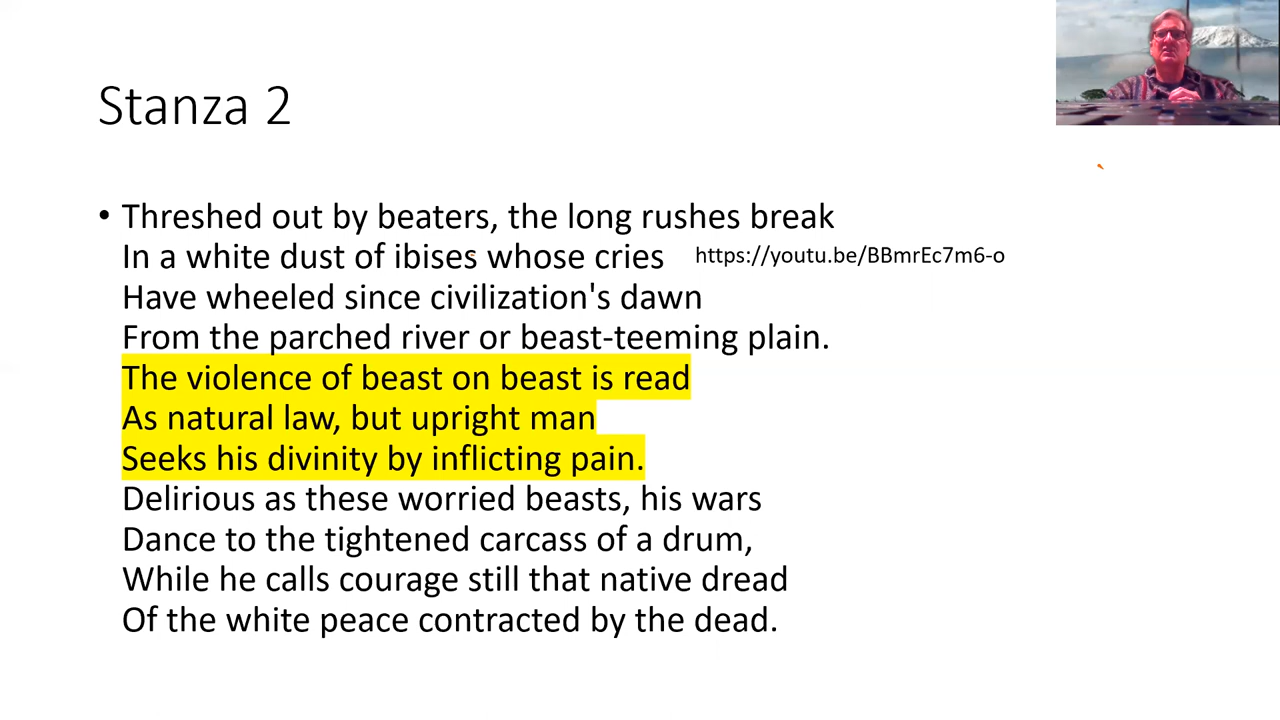 Stanza 2
• Threshed out by beaters, the long rushes break
In a white dust of ibises whose cries https://youtu.be/BBmrEc7m6-o
Have wheeled since civilization's dawn
From the parched river or beast-teeming plain.
The violence of beast on beast is read
As natural law, but upright man
Seeks his divinity by inflicting pain.
Delirious as these worried beasts, his wars
Dance to the tightened carcass of a drum,
While he calls courage still that native dread
Of the white peace contracted by the dead.